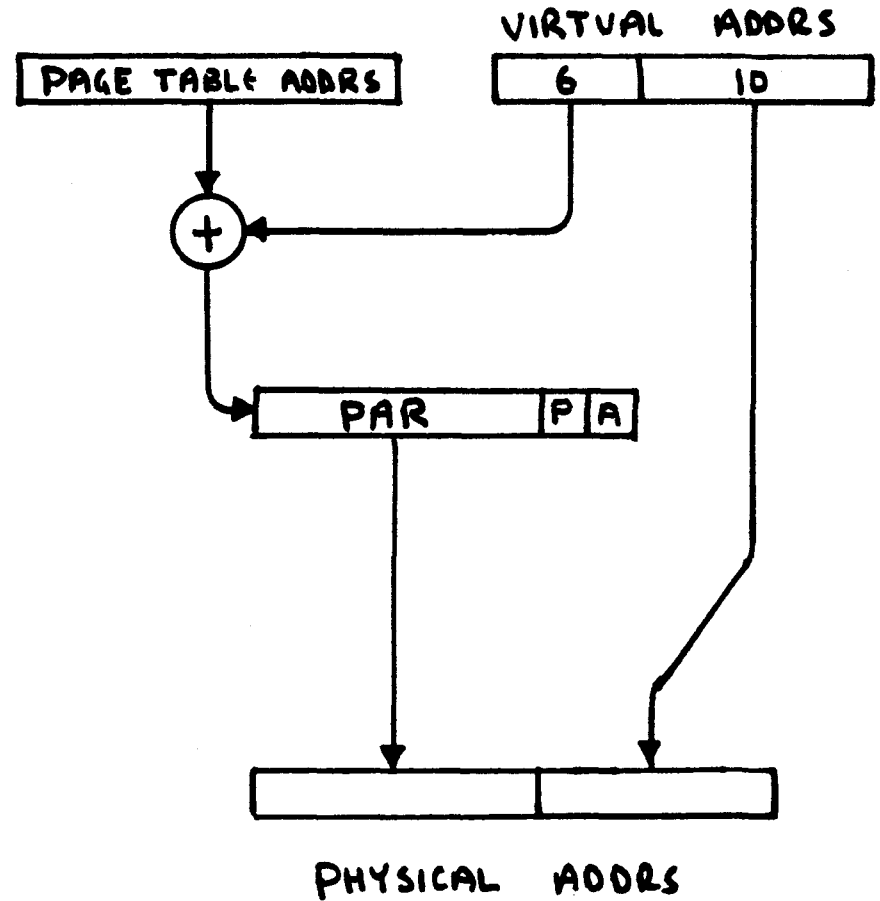 VIRTUAL ADDRS
PAGE TABLE ADDRS
6 10
+
PAR P A
PHYSICAL ADDRS